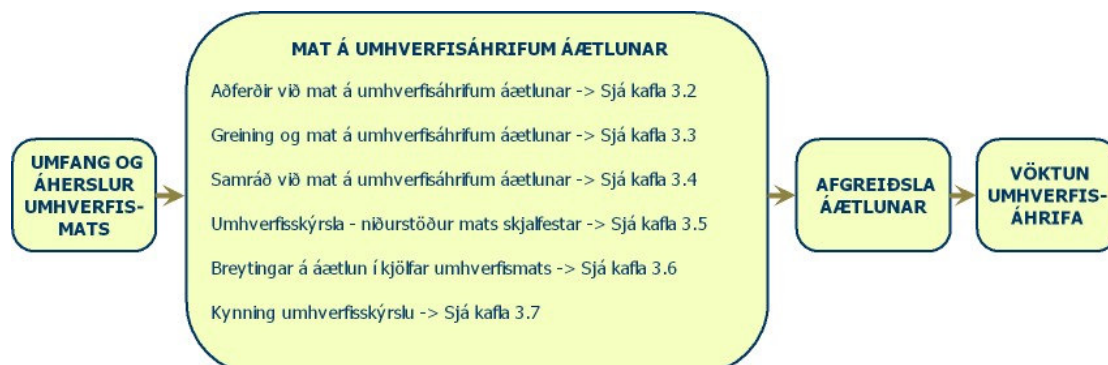 UMFANG OG
ÁHERSLUR
UMHVERFIS-
MATS
MAT Á UMHVERFISÁHRIFUM ÁÆTLUNAR
Aðferðir við mat á umhverfisáhrifum áætlunar -> Sjá kafla 3.2
Greining og mat á umhverfisáhrifum áætlunar -> Sjá kafla 3.3
Samráð við mat á umhverfisáhrifum áætlunar -> Sjá kafla 3.4
Umhverfisskýrsla - niðurstöður mats skjalfestar -> Sjá kafla 3.5
Breytingar á áætlun í kjölfar umhverfismats -> Sjá kafla 3.6
Kynning umhverfisskýrslu -> Sjá kafla 3.7
AFGREIÐSLA
ÁÆTLUNAR
VÖKTUN
UMHVERFIS-
ÁHRIFA